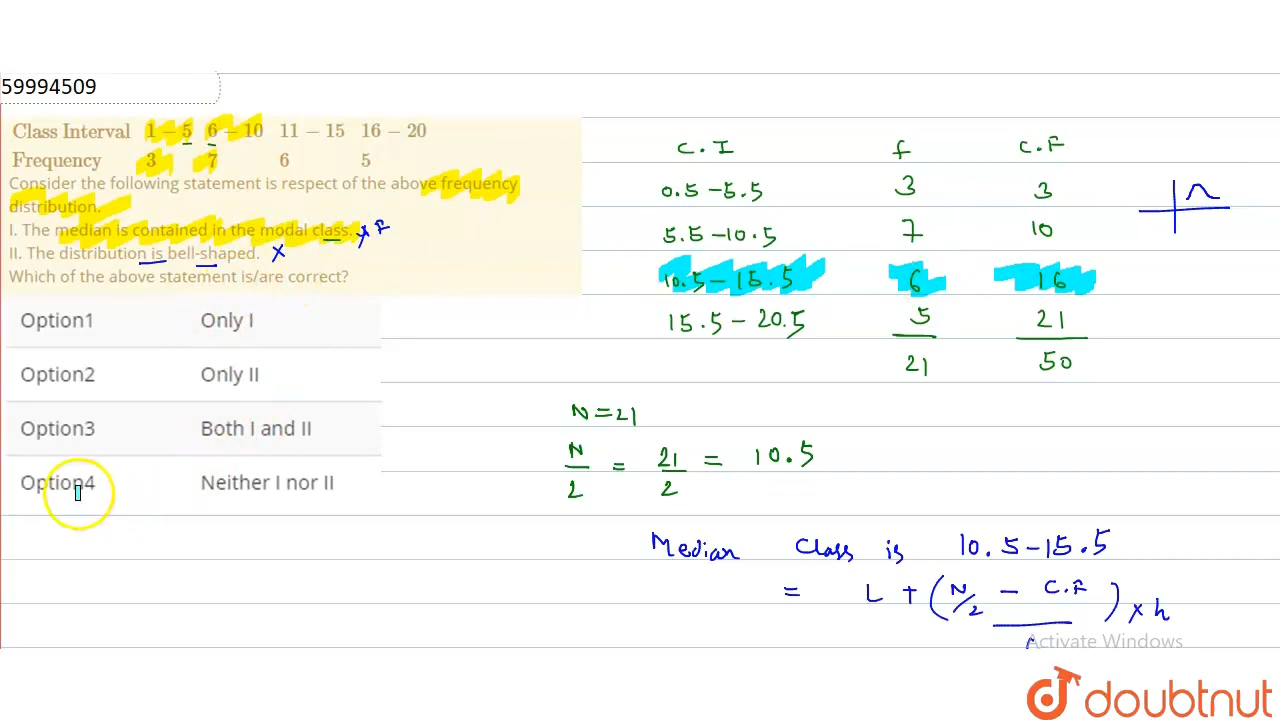 59994509
Class Interval 1 − 5 6 − 10 11 − 15 16 − 20
Frequency 3 7 6 5
Consider the following statement is respect of the above frequency
distribution.
I. The median is contained in the modal class. × F
II. The distribution is bell-shaped. ×
Which of the above statement is/are correct?
Option1 Only I
Option2 Only II
Option3 Both I and II
Option4 Neither I nor II
C.I f C.F
0.5-5.5 3 3
5.5-10.5 7 10
10.5-15.5 6 16
15.5-20.5 5 21
21 50
N=21
N/2 = 21/2 = 10.5
Median Class is 10.5-15.5
= L + (N/2 - C.F) × h
Activate Windows
doubtnut